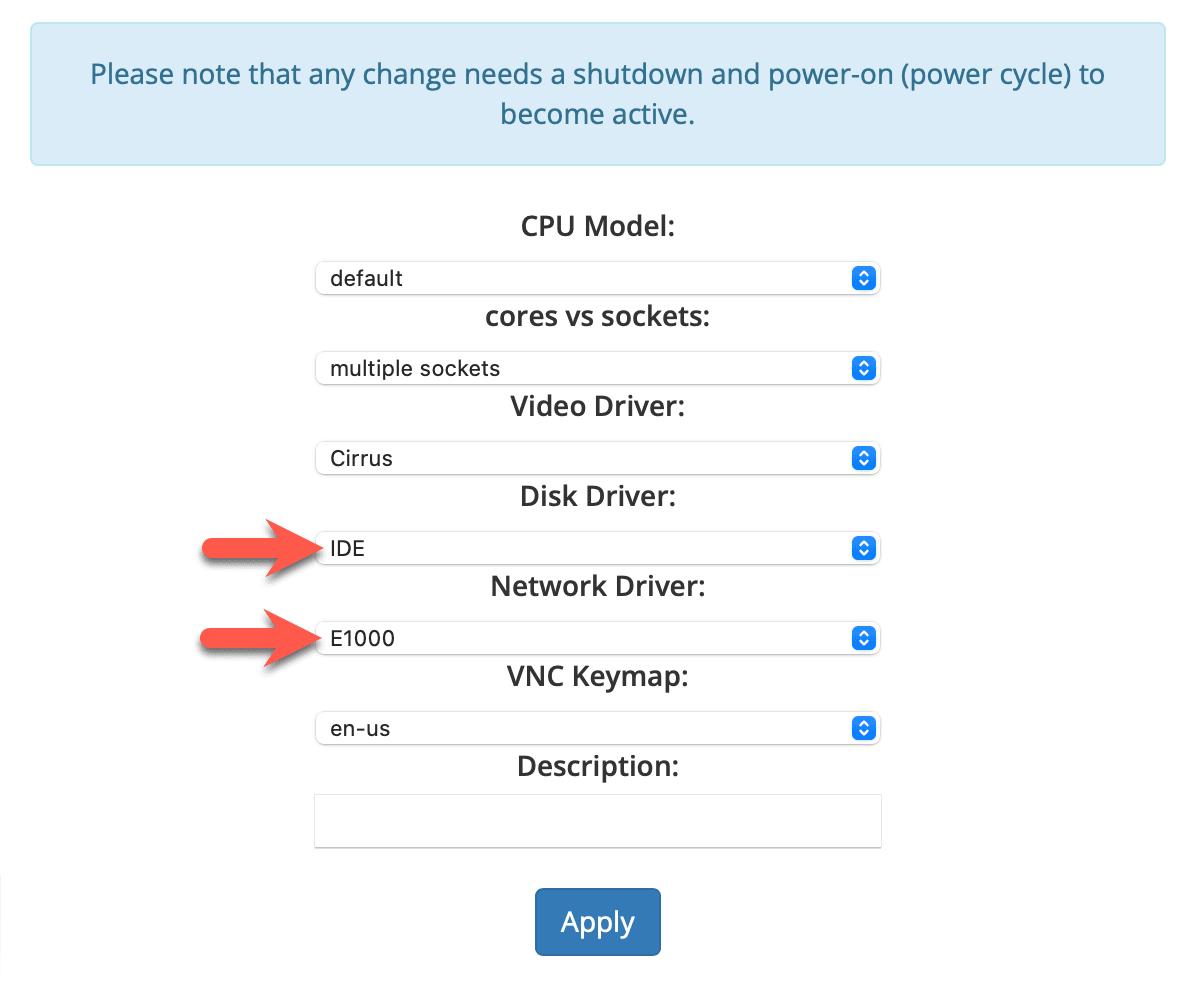 Please note that any change needs a shutdown and power-on (power cycle) to
become active.
CPU Model:
default
cores vs sockets:
multiple sockets
Video Driver:
Cirrus
Disk Driver:
IDE
Network Driver:
E1000
VNC Keymap:
en-us
Description:
Apply